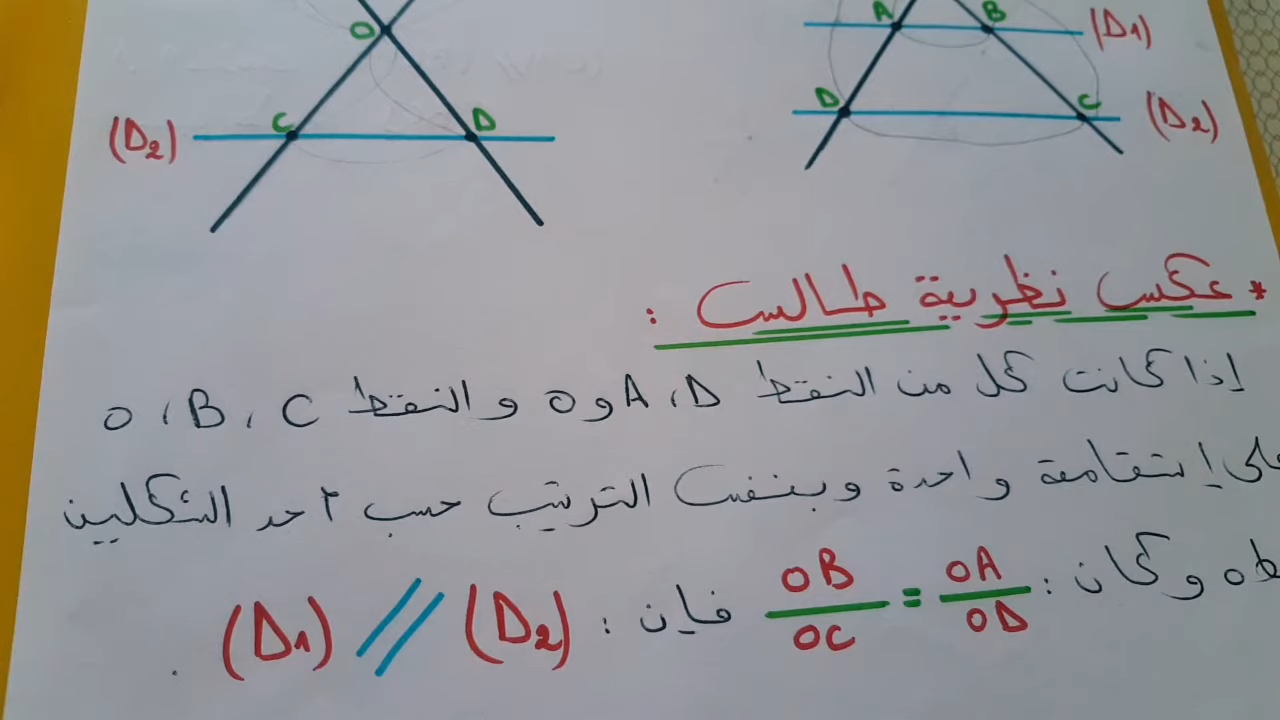 O
A B (D1)
(D2) C D
D C (D2)
* عكس نظرية طالس :
إذا كانت كل من النقط A، D و O والنقط O، B، C
على إستقامة واحدة وبنفس الترتيب حسب أحد الشكلين
وكان : OA/OD = OB/OC فإن : (D1) // (D2) .